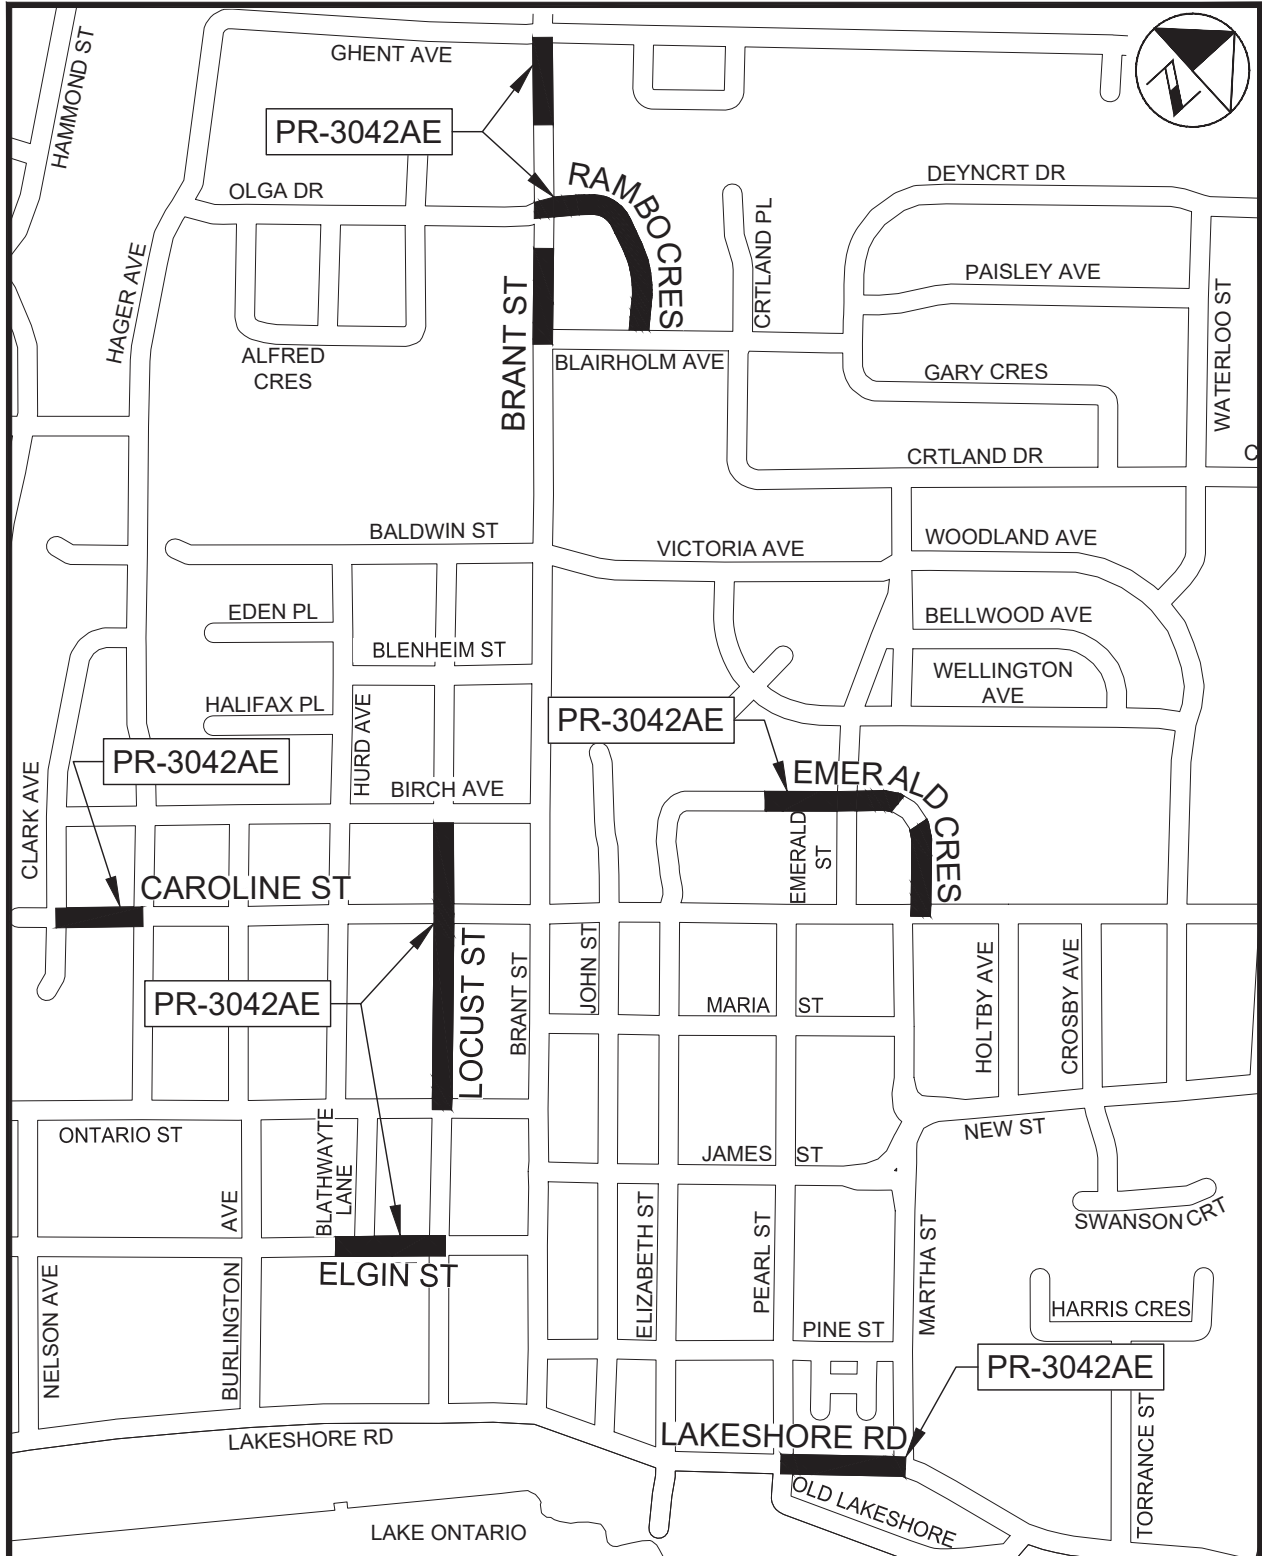 HAMMOND ST
GHENT AVE
PR-3042AE
OLGA DR
RAMBO CRES
DEYNCRT DR
CRTLAND PL
PAISLEY AVE
HAGER AVE
WATERLOO ST
BRANT ST
ALFRED
CRES
BLAIRHOLM AVE
GARY CRES
CRTLAND DR
C
BALDWIN ST
VICTORIA AVE
WOODLAND AVE
EDEN PL
BELLWOOD AVE
BLENHEIM ST
WELLINGTON
AVE
HALIFAX PL
HURD AVE
PR-3042AE
PR-3042AE
CLARK AVE
BIRCH AVE
EMERALD CRES
EMERALD
ST
CAROLINE ST
LOCUST ST
BRANT ST
JOHN ST
PR-3042AE
MARIA ST
HOLTBY AVE
CROSBY AVE
ONTARIO ST
BLATHWAYTE
LANE
JAMES ST
NEW ST
AVE
BURLINGTON
ELIZABETH ST
PEARL ST
MARTHA ST
SWANSON CRT
ELGIN ST
NELSON AVE
HARRIS CRES
PINE ST
PR-3042AE
LAKESHORE RD
LAKESHORE RD
TORRANCE ST
OLD LAKESHORE
LAKE ONTARIO
N